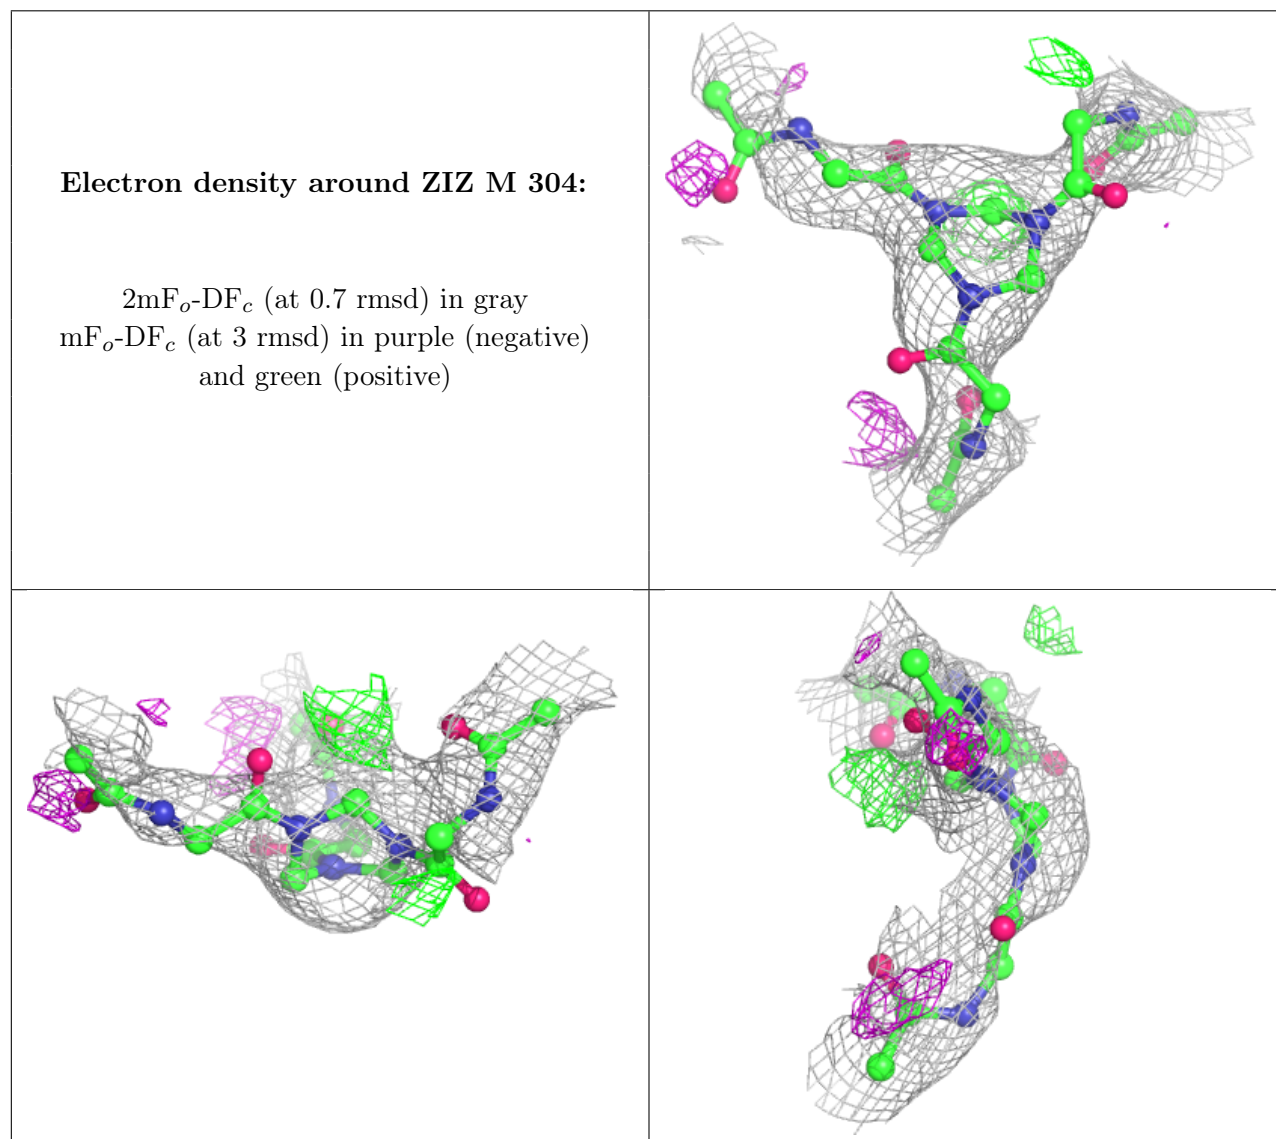 Electron density around ZIZ M 304:
2mFo-DFc (at 0.7 rmsd) in gray
mFo-DFc (at 3 rmsd) in purple (negative)
and green (positive)